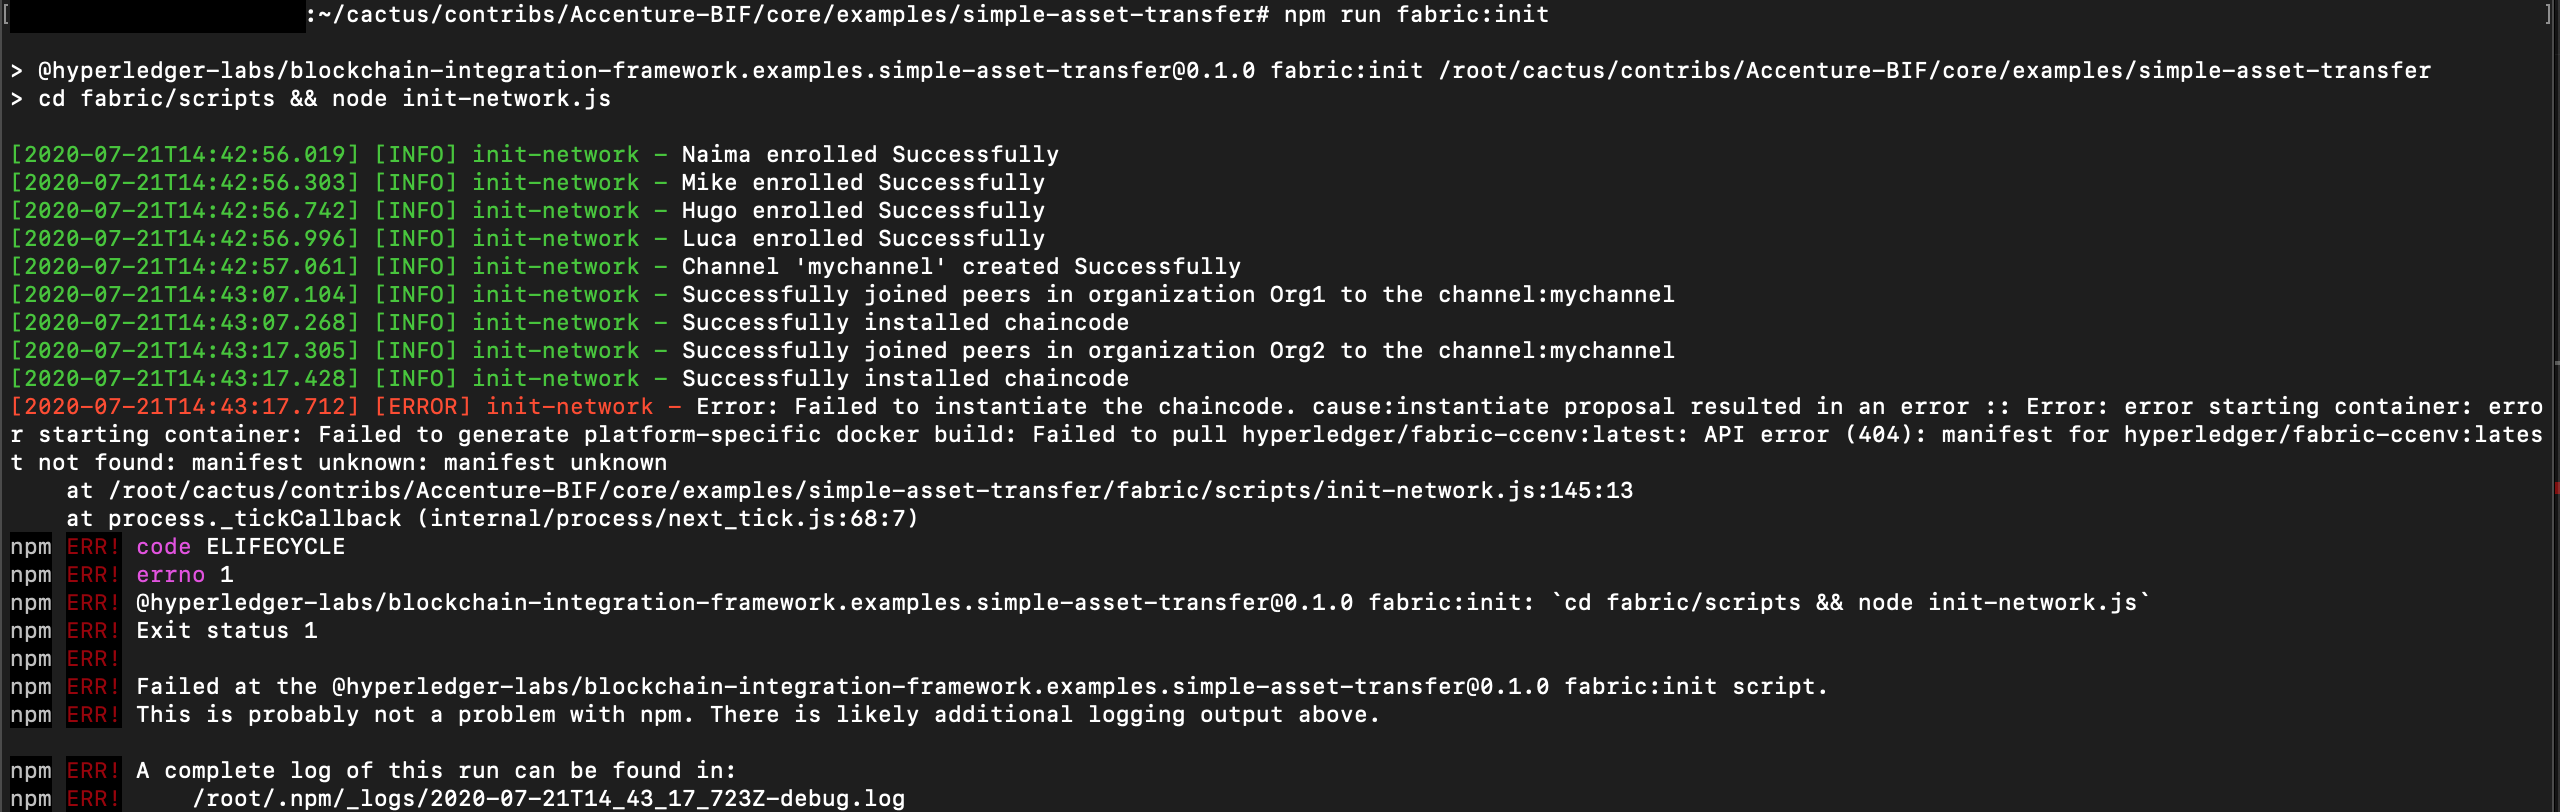 [ :~/cactus/contribs/Accenture-BIF/core/examples/simple-asset-transfer# npm run fabric:init ]
> @hyperledger-labs/blockchain-integration-framework.examples.simple-asset-transfer@0.1.0 fabric:init /root/cactus/contribs/Accenture-BIF/core/examples/simple-asset-transfer
> cd fabric/scripts && node init-network.js
[2020-07-21T14:42:56.019] [INFO] init-network - Naima enrolled Successfully
[2020-07-21T14:42:56.303] [INFO] init-network - Mike enrolled Successfully
[2020-07-21T14:42:56.742] [INFO] init-network - Hugo enrolled Successfully
[2020-07-21T14:42:56.996] [INFO] init-network - Luca enrolled Successfully
[2020-07-21T14:42:57.061] [INFO] init-network - Channel 'mychannel' created Successfully
[2020-07-21T14:43:07.104] [INFO] init-network - Successfully joined peers in organization Org1 to the channel:mychannel
[2020-07-21T14:43:07.268] [INFO] init-network - Successfully installed chaincode
[2020-07-21T14:43:17.305] [INFO] init-network - Successfully joined peers in organization Org2 to the channel:mychannel
[2020-07-21T14:43:17.428] [INFO] init-network - Successfully installed chaincode
[2020-07-21T14:43:17.712] [ERROR] init-network - Error: Failed to instantiate the chaincode. cause:instantiate proposal resulted in an error :: Error: error starting container: erro
r starting container: Failed to generate platform-specific docker build: Failed to pull hyperledger/fabric-ccenv:latest: API error (404): manifest for hyperledger/fabric-ccenv:lates
t not found: manifest unknown: manifest unknown
    at /root/cactus/contribs/Accenture-BIF/core/examples/simple-asset-transfer/fabric/scripts/init-network.js:145:13
    at process._tickCallback (internal/process/next_tick.js:68:7)
npm ERR! code ELIFECYCLE
npm ERR! errno 1
npm ERR! @hyperledger-labs/blockchain-integration-framework.examples.simple-asset-transfer@0.1.0 fabric:init: `cd fabric/scripts && node init-network.js`
npm ERR! Exit status 1
npm ERR!
npm ERR! Failed at the @hyperledger-labs/blockchain-integration-framework.examples.simple-asset-transfer@0.1.0 fabric:init script.
npm ERR! This is probably not a problem with npm. There is likely additional logging output above.
npm ERR! A complete log of this run can be found in:
npm ERR!     /root/.npm/_logs/2020-07-21T14_43_17_723Z-debug.log